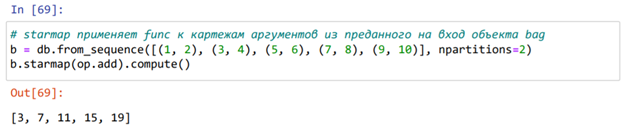 In [69]:
# starmap применяет func к картежам аргументов из преданного на вход объекта bag
b = db.from_sequence([(1, 2), (3, 4), (5, 6), (7, 8), (9, 10)], npartitions=2)
b.starmap(op.add).compute()
Out[69]:
[3, 7, 11, 15, 19]